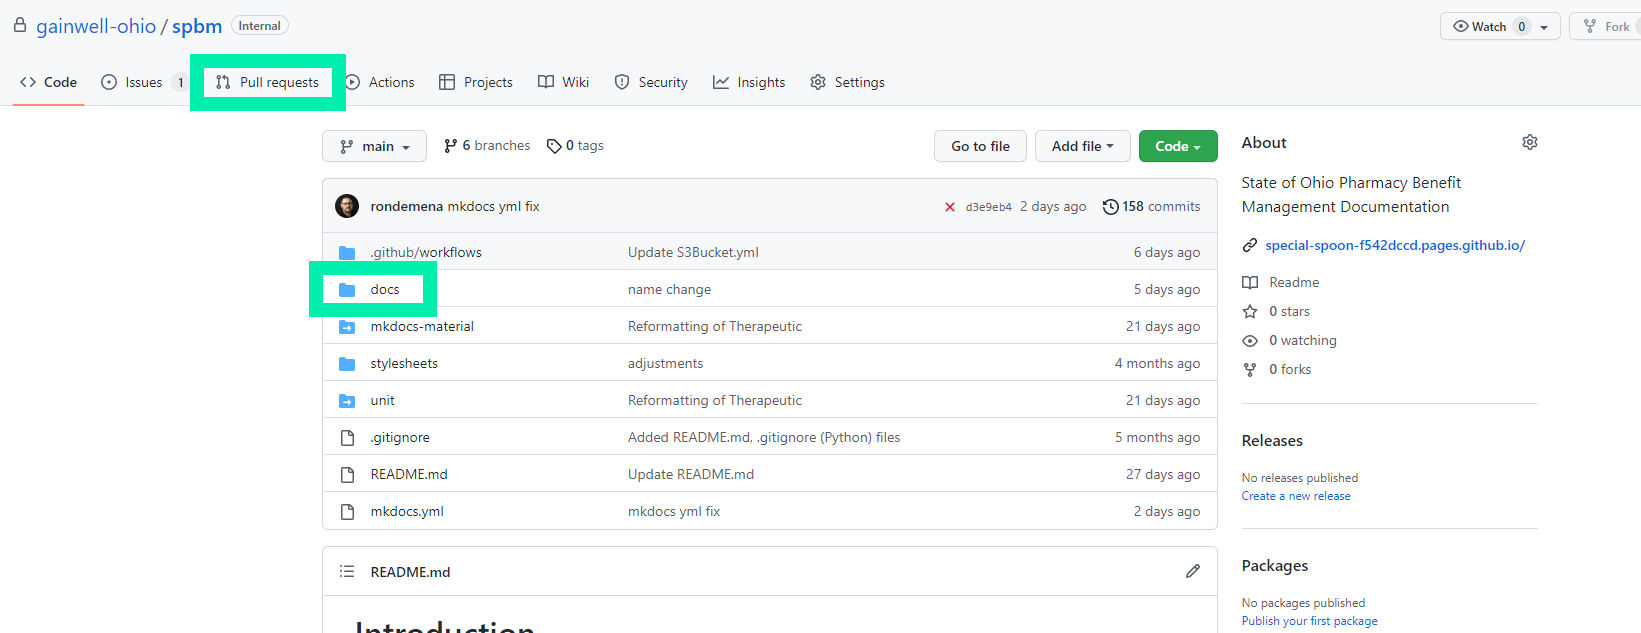 gainwell-ohio / spbm Internal
Watch 0
Fork
Code
Issues 1
Pull requests
Actions
Projects
Wiki
Security
Insights
Settings
main
6 branches
0 tags
Go to file
Add file
Code
rondemena mkdocs yml fix
d3e9eb4 2 days ago
158 commits
.github/workflows Update S3Bucket.yml 6 days ago
docs name change 5 days ago
mkdocs-material Reformatting of Therapeutic 21 days ago
stylesheets adjustments 4 months ago
unit Reformatting of Therapeutic 21 days ago
.gitignore Added README.md, .gitignore (Python) files 5 months ago
README.md Update README.md 27 days ago
mkdocs.yml mkdocs yml fix 2 days ago
README.md
Introduction
About
State of Ohio Pharmacy Benefit
Management Documentation
special-spoon-f542dccd.pages.github.io/
Readme
0 stars
0 watching
0 forks
Releases
No releases published
Create a new release
Packages
No packages published
Publish your first package